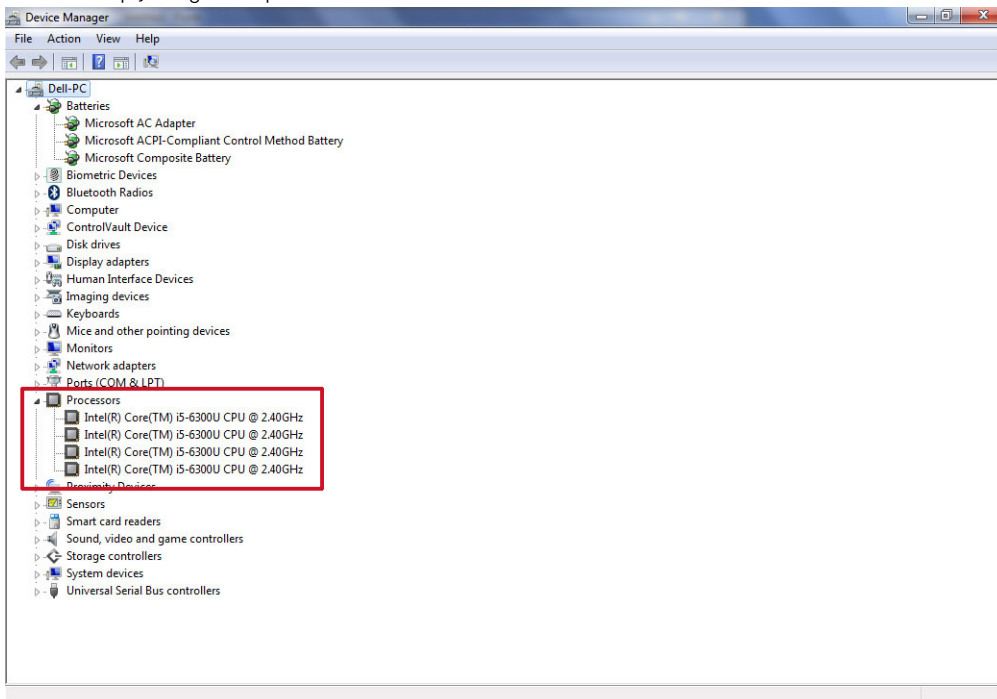 Device Manager
File Action View Help
Dell-PC
Batteries
Microsoft AC Adapter
Microsoft ACPI-Compliant Control Method Battery
Microsoft Composite Battery
Biometric Devices
Bluetooth Radios
Computer
ControlVault Device
Disk drives
Display adapters
Human Interface Devices
Imaging devices
Keyboards
Mice and other pointing devices
Monitors
Network adapters
Ports (COM & LPT)
Processors
Intel(R) Core(TM) i5-6300U CPU @ 2.40GHz
Intel(R) Core(TM) i5-6300U CPU @ 2.40GHz
Intel(R) Core(TM) i5-6300U CPU @ 2.40GHz
Intel(R) Core(TM) i5-6300U CPU @ 2.40GHz
Proximity Devices
Sensors
Smart card readers
Sound, video and game controllers
Storage controllers
System devices
Universal Serial Bus controllers